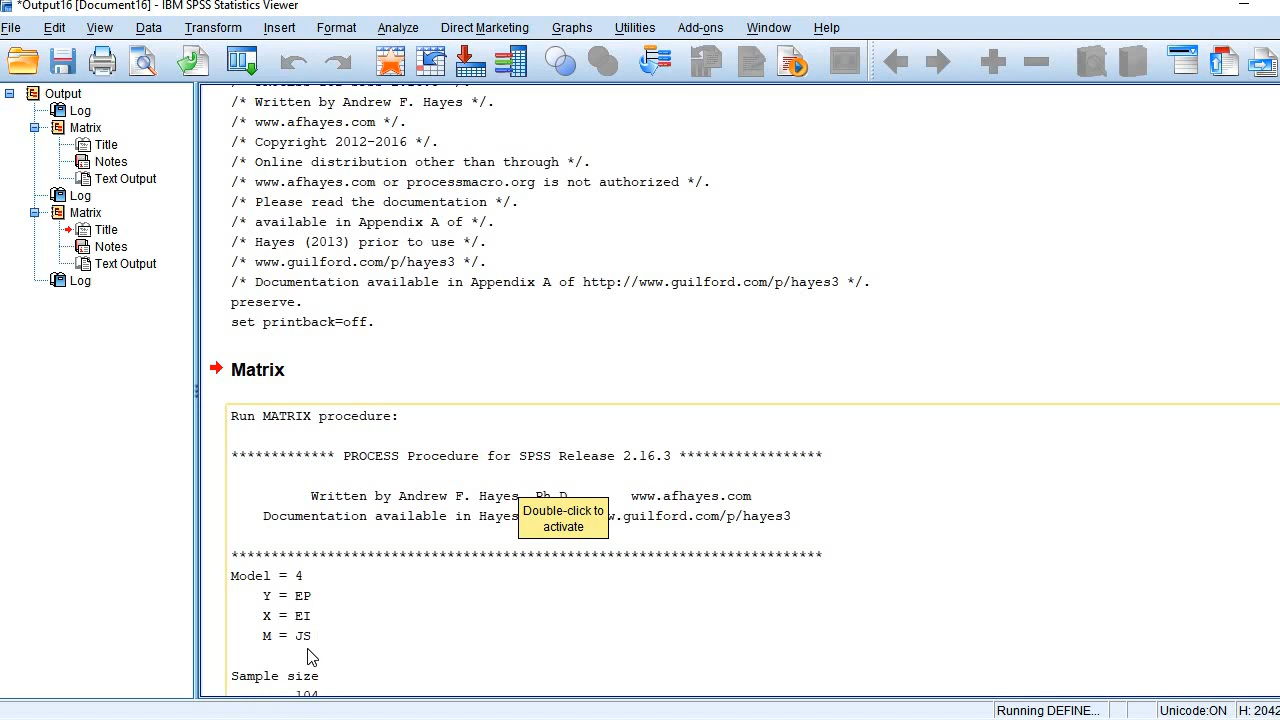 *Output16 [Document16] - IBM SPSS Statistics Viewer
File Edit View Data Transform Insert Format Analyze Direct Marketing Graphs Utilities Add-ons Window Help
Output
Log
Matrix
Title
Notes
Text Output
Log
Matrix
Title
Notes
Text Output
Log
/* Written by Andrew F. Hayes */.
/* www.afhayes.com */.
/* Copyright 2012-2016 */.
/* Online distribution other than through */.
/* www.afhayes.com or processmacro.org is not authorized */.
/* Please read the documentation */.
/* available in Appendix A of */.
/* Hayes (2013) prior to use */.
/* www.guilford.com/p/hayes3 */.
/* Documentation available in Appendix A of http://www.guilford.com/p/hayes3 */.
preserve.
set printback=off.
Matrix
Run MATRIX procedure:
************* PROCESS Procedure for SPSS Release 2.16.3 ******************
Written by Andrew F. Hayes, Ph.D. www.afhayes.com
Documentation available in Hayes w.guilford.com/p/hayes3
Double-click to
activate
**************************************************************************
Model = 4
Y = EP
X = EI
M = JS
Sample size
104
Running DEFINE... Unicode:ON H: 2042